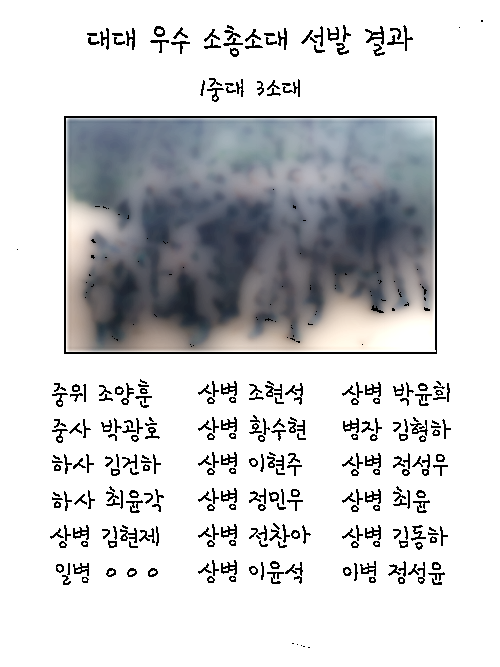 대대 우수 소총소대 선발 결과
1중대 3소대
중위 조양훈 상병 조현석 상병 박윤화
중사 박광호 상병 황수현 병장 김형하
하사 김건하 상병 이현주 상병 정섬무
하사 최윤각 상병 정민우 상병 최윤
상병 김현제 상병 전찬아 상병 김동하
일병 o o o 상병 이윤석 이병 정성윤